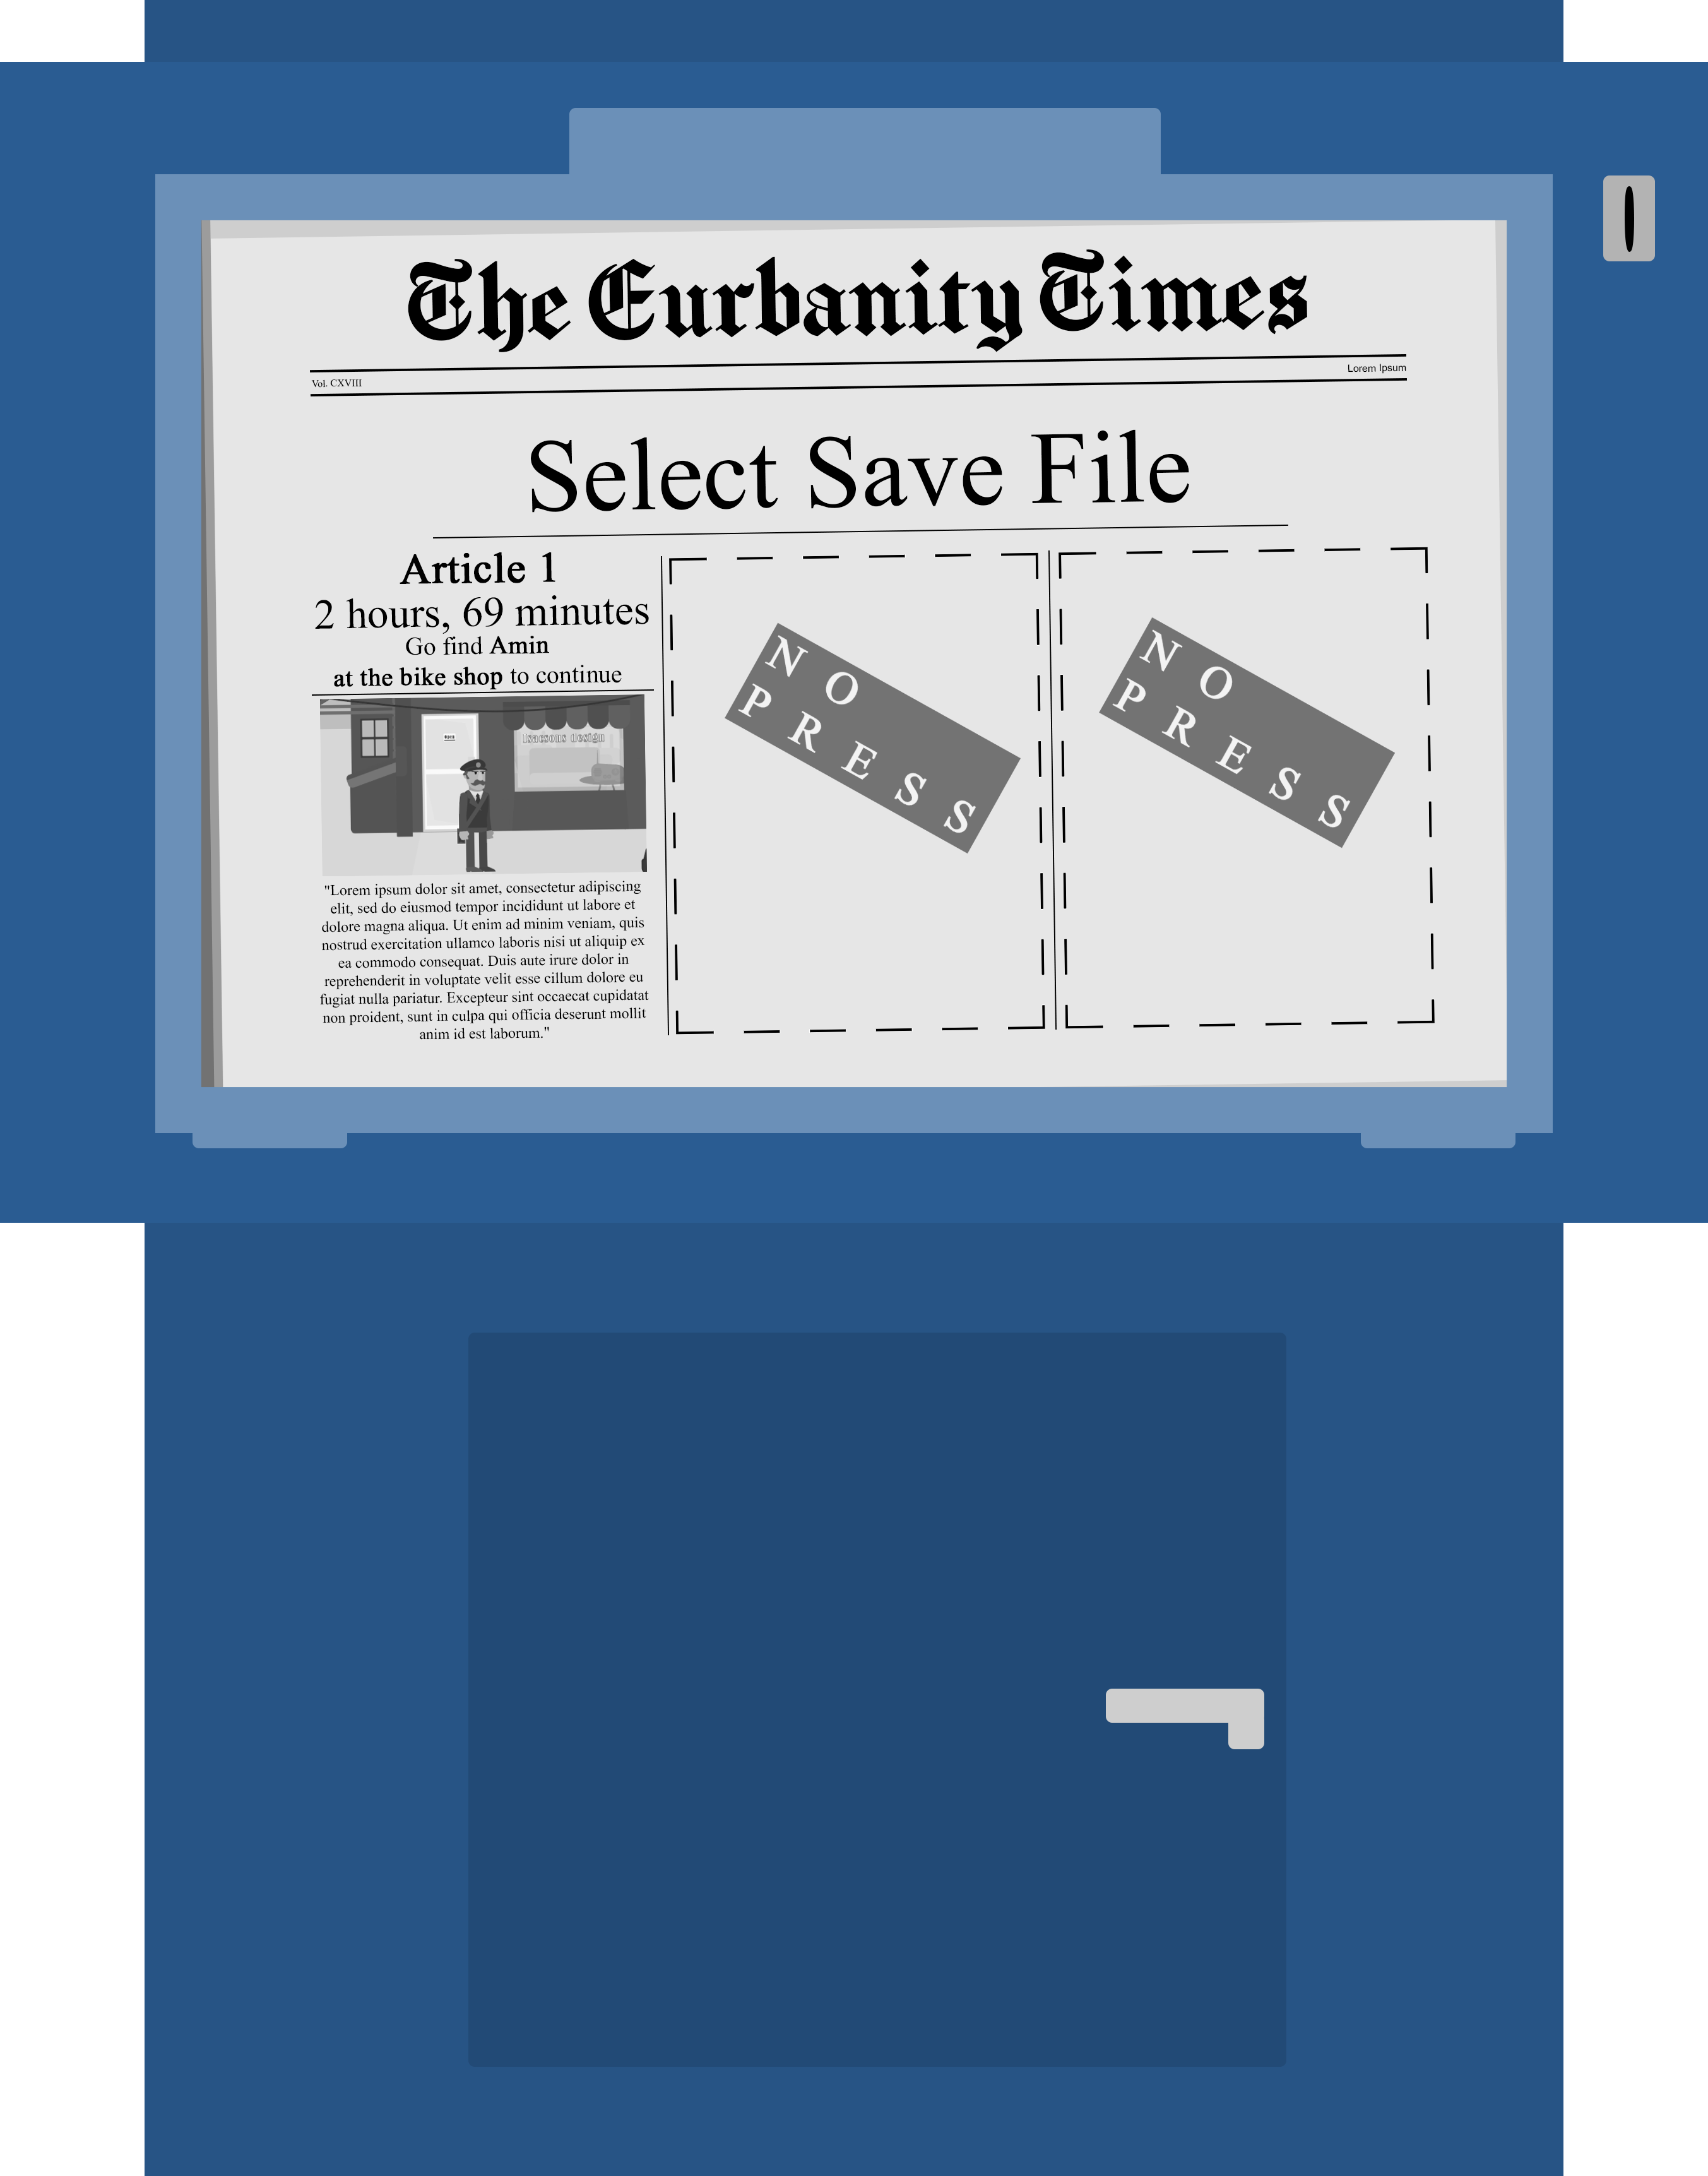 The Eurbanity Times
Vol. CXVIII
Lorem Ipsum
Select Save File
Article 1
2 hours, 69 minutes
Go find Amin
at the bike shop to continue
isacsons design
"Lorem ipsum dolor sit amet, consectetur adipiscing
elit, sed do eiusmod tempor incididunt ut labore et
dolore magna aliqua. Ut enim ad minim veniam, quis
nostrud exercitation ullamco laboris nisi ut aliquip ex
ea commodo consequat. Duis aute irure dolor in
reprehenderit in voluptate velit esse cillum dolore eu
fugiat nulla pariatur. Excepteur sint occaecat cupidatat
non proident, sunt in culpa qui officia deserunt mollit
anim id est laborum."
NO
PRESS
NO
PRESS